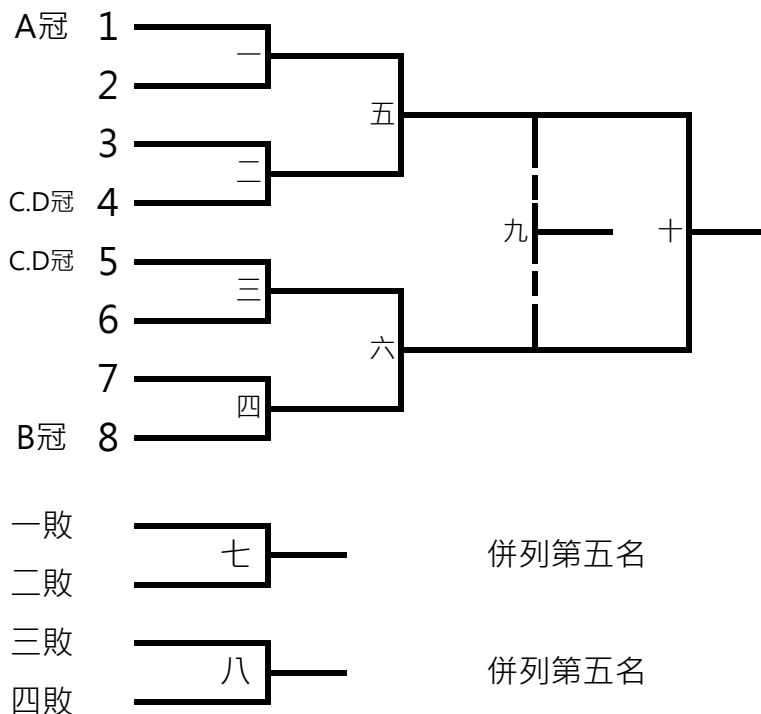 A冠 1
一
2
五
3
二
C.D冠 4
九 十
C.D冠 5
三
6
六
7
四
B冠 8
一敗
七 併列第五名
二敗
三敗
八 併列第五名
四敗